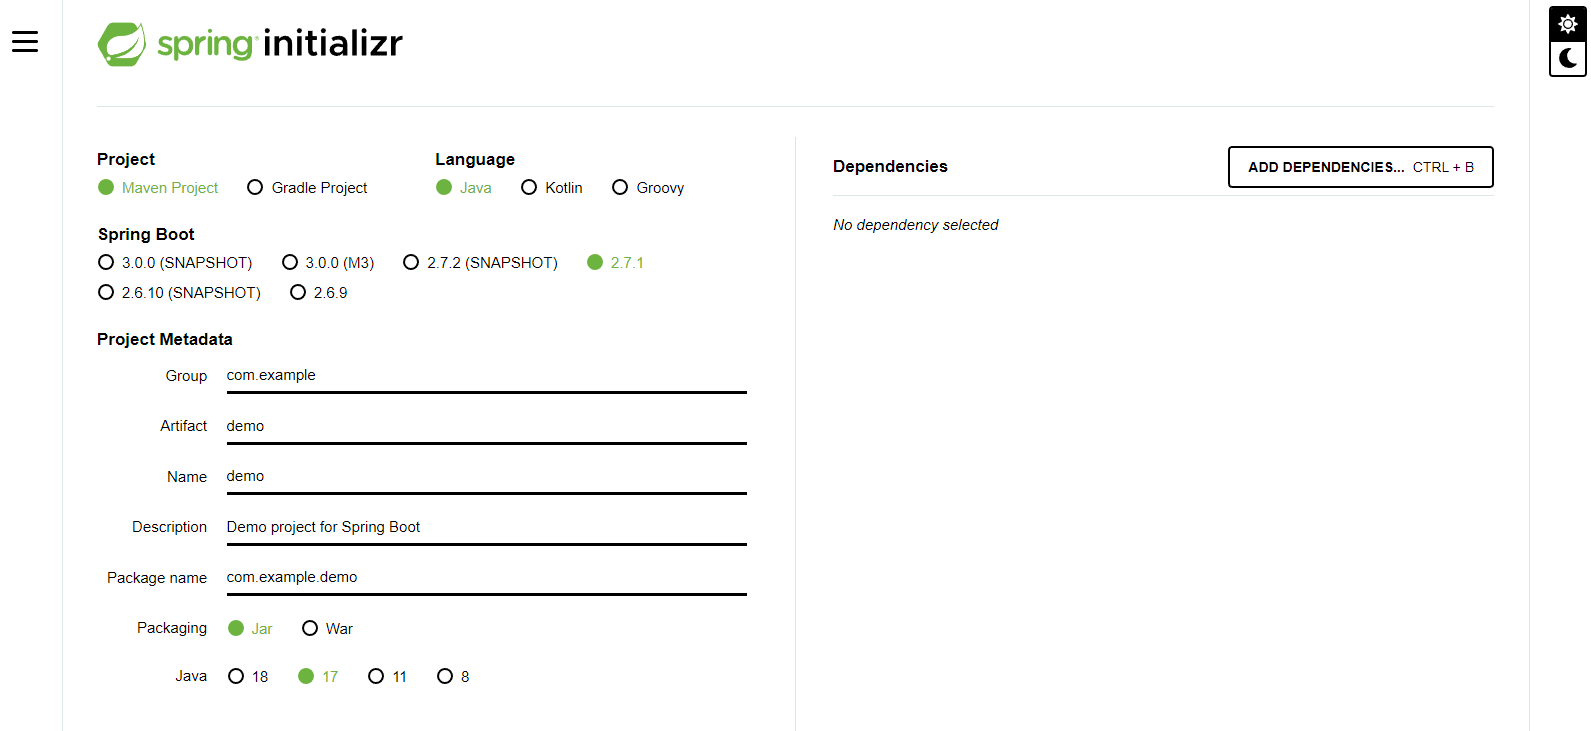 spring initializr
Project
Maven Project Gradle Project
Language
Java Kotlin Groovy
Spring Boot
3.0.0 (SNAPSHOT) 3.0.0 (M3) 2.7.2 (SNAPSHOT) 2.7.1
2.6.10 (SNAPSHOT) 2.6.9
Project Metadata
Group com.example
Artifact demo
Name demo
Description Demo project for Spring Boot
Package name com.example.demo
Packaging Jar War
Java 18 17 11 8
Dependencies
ADD DEPENDENCIES... CTRL + B
No dependency selected